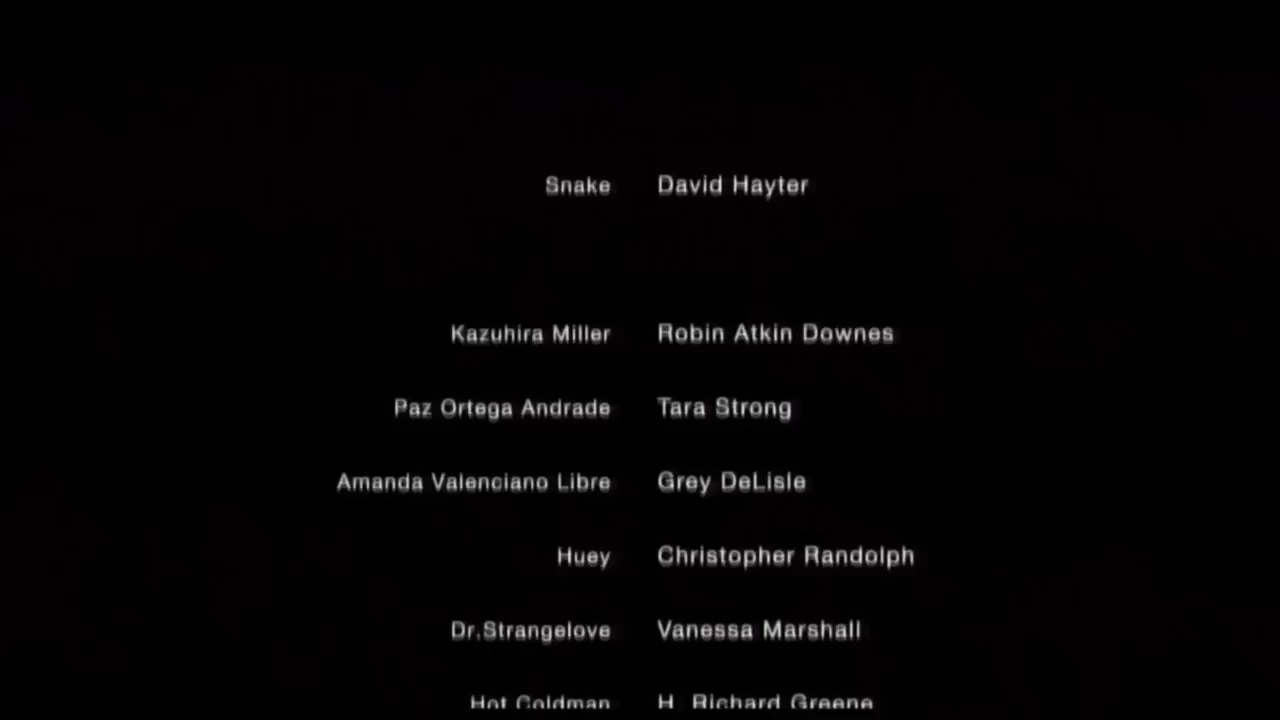 Snake David Hayter
Kazuhira Miller Robin Atkin Downes
Paz Ortega Andrade Tara Strong
Amanda Valenciano Libre Grey DeLisle
Huey Christopher Randolph
Dr.Strangelove Vanessa Marshall
Hot Coldman H. Richard Greene